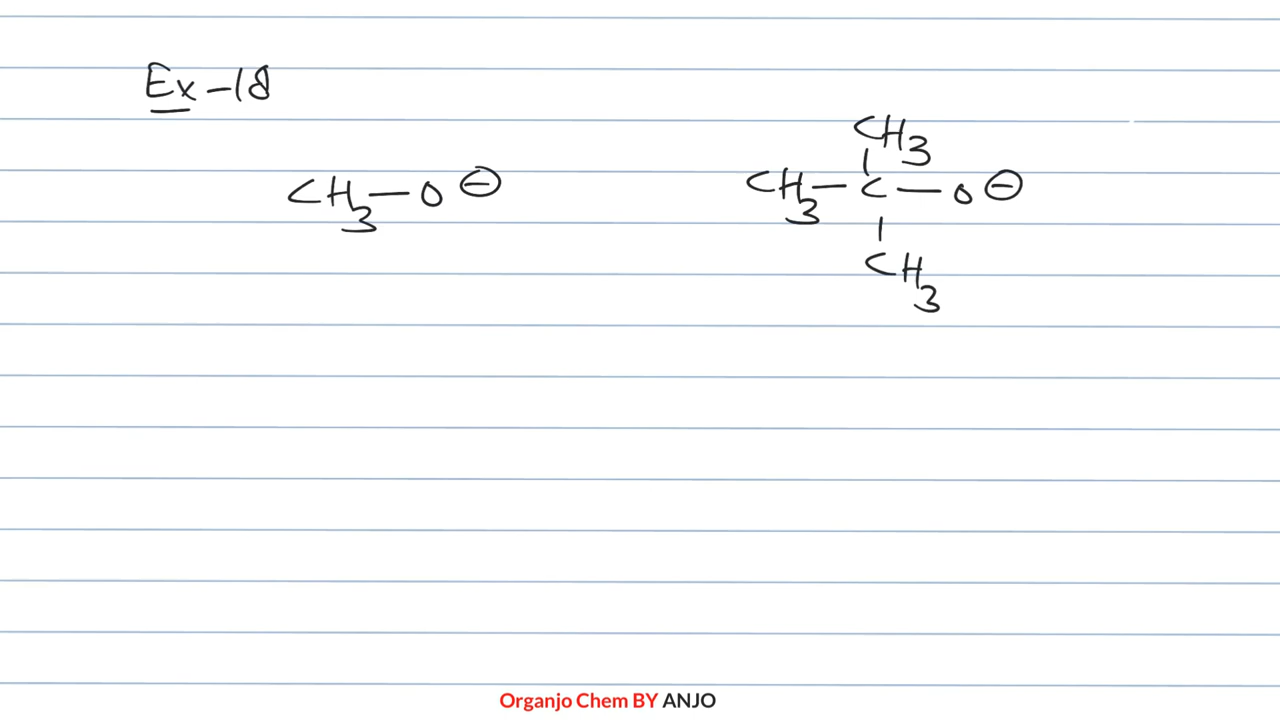 Ex-18
CH3-O⊖
CH3
CH3-C-O⊖
CH3
Organjo Chem BY ANJO